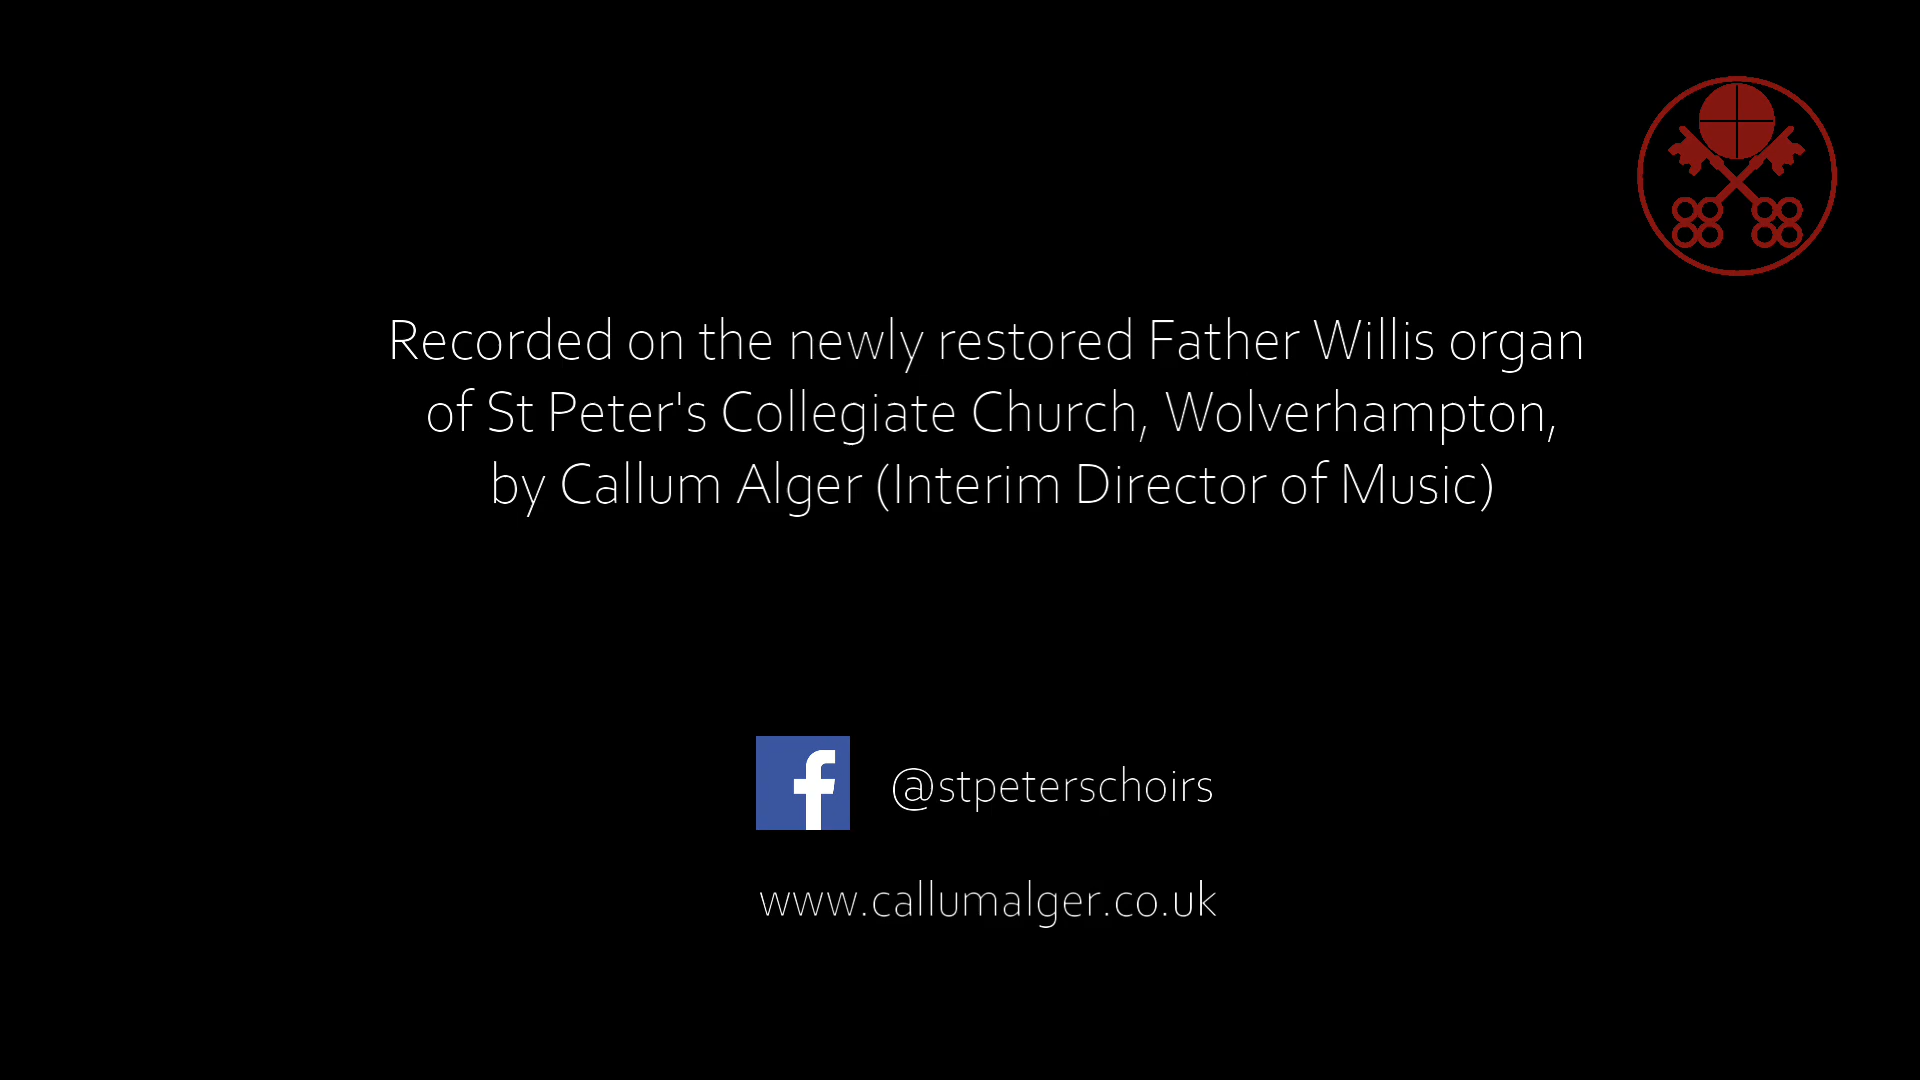 Recorded on the newly restored Father Willis organ
of St Peter's Collegiate Church, Wolverhampton,
by Callum Alger (Interim Director of Music)
@stpeterschoirs
www.callumalger.co.uk